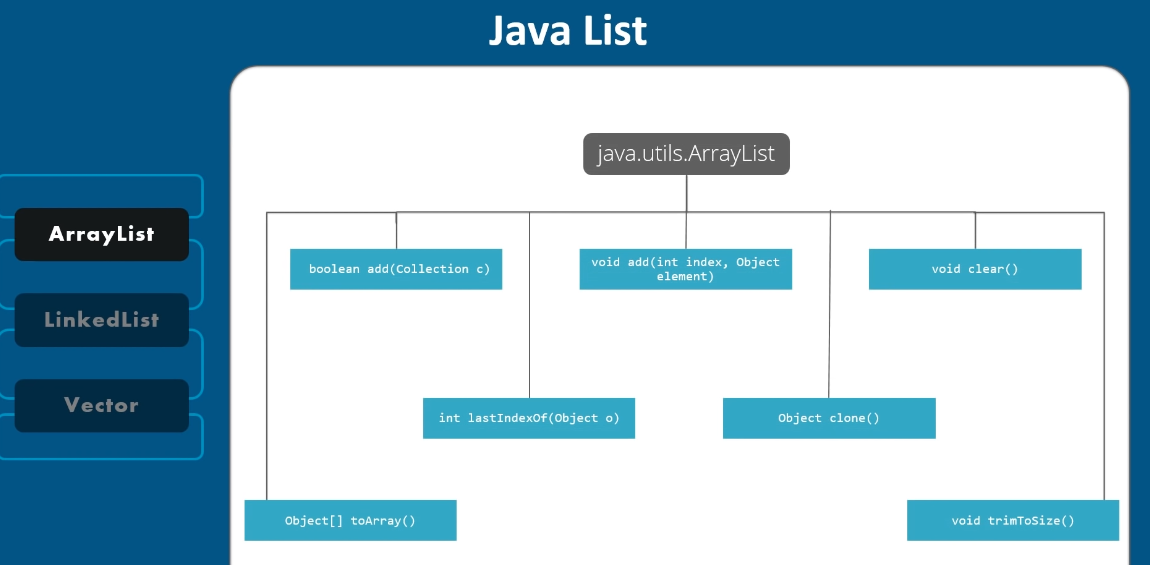 Java List
java.utils.ArrayList
ArrayList
LinkedList
Vector
boolean add(Collection c)
void add(int index, Object
element)
void clear()
int lastIndexOf(Object o)
Object clone()
Object[] toArray()
void trimToSize()